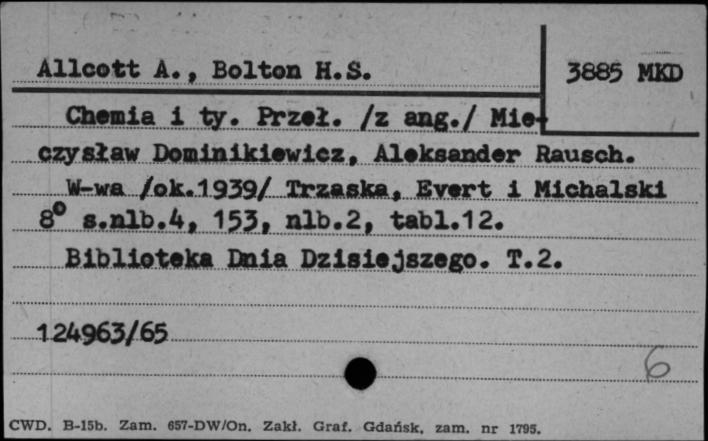 Allcott A., Bolton H.S.
3885 MKD
Chemia i ty. Przeł. /z ang./ Mie-
czysław Dominikiewicz, Aleksander Rausch.
W-wa /ok.1939/ Trzaska, Evert i Michalski
8⁰ s.nlb.4, 153, nlb.2, tabl.12.
Biblioteka Dnia Dzisiejszego. T.2.
124963/65
6
CWD. B-15b. Zam. 657-DW/On. Zakł. Graf. Gdańsk, zam. nr 1795.